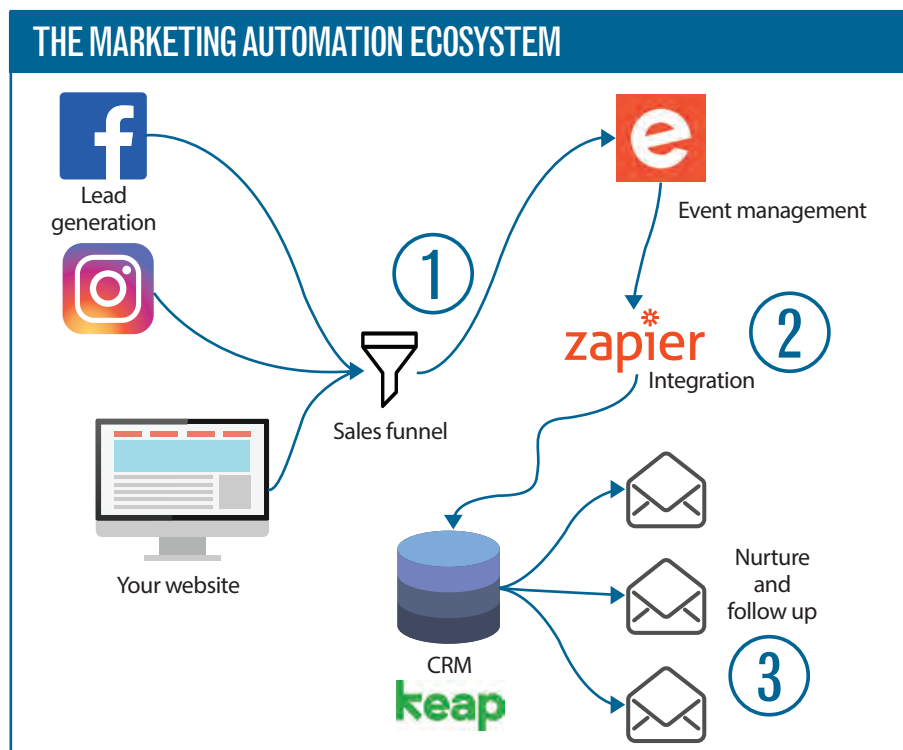 THE MARKETING AUTOMATION ECOSYSTEM
f
Lead
generation
e
Event management
1
zapier
Integration
2
Sales funnel
Your website
CRM
keap
Nurture
and
follow up
3